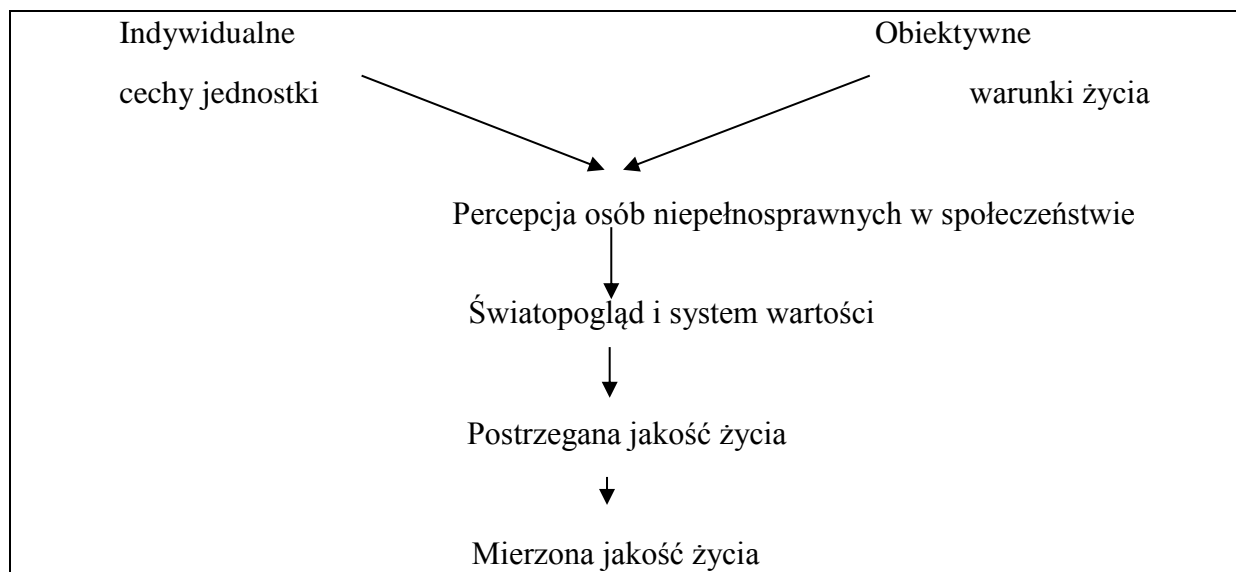 Indywidualne Obiektywne
cechy jednostki warunki życia
Percepcja osób niepełnosprawnych w społeczeństwie
Światopogląd i system wartości
Postrzegana jakość życia
Mierzona jakość życia